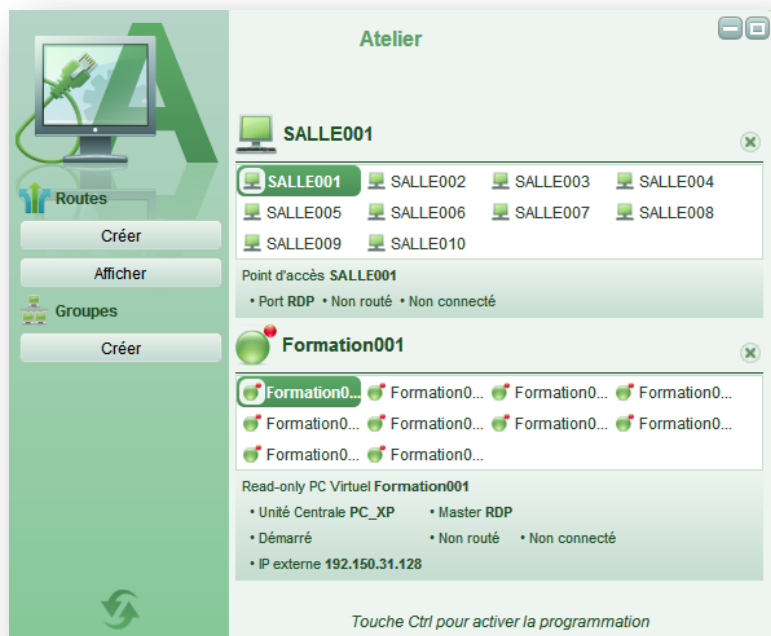 Atelier
SALLE001
SALLE001 SALLE002 SALLE003 SALLE004
SALLE005 SALLE006 SALLE007 SALLE008
SALLE009 SALLE010
Point d'accès SALLE001
• Port RDP • Non routé • Non connecté
Routes
Créer
Afficher
Groupes
Créer
Formation001
Formation0... Formation0... Formation0... Formation0...
Formation0... Formation0... Formation0... Formation0...
Formation0... Formation0...
Read-only PC Virtuel Formation001
• Unité Centrale PC_XP • Master RDP
• Démarré • Non routé • Non connecté
• IP externe 192.150.31.128
Touche Ctrl pour activer la programmation